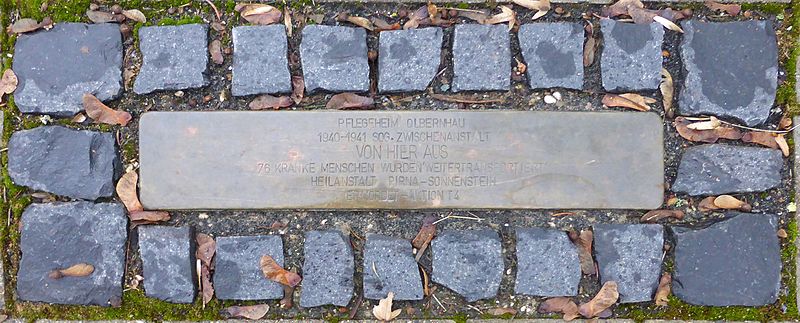 PFLEGEHEIM OLBERNHAU
1940-1941 SOG. ZWISCHENANSTALT
VON HIER AUS
76 KRANKE MENSCHEN WURDEN WEITERTRANSPORTIERT
HEILANSTALT PIRNA-SONNENSTEIN
ERMORDET-AKTION T4